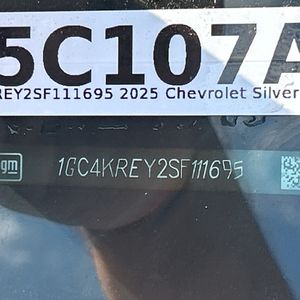 5C107A
REY2SF111695 2025 Chevrolet Silver
gm
1GC4KREY2SF111695